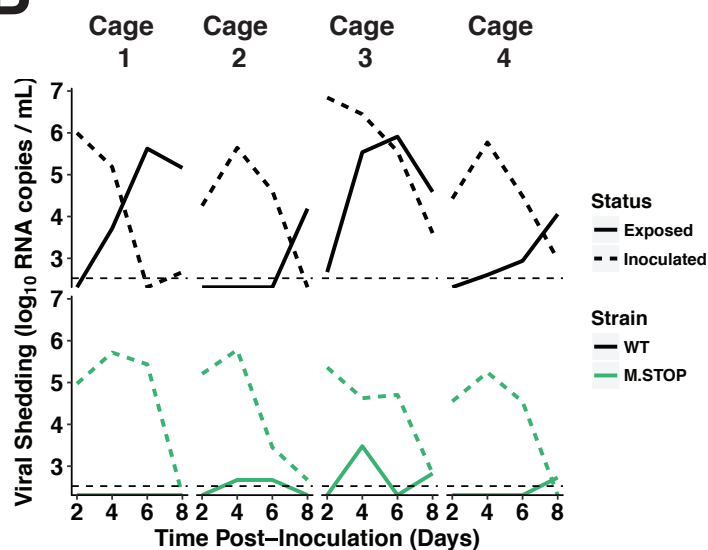 B
Cage 1
Cage 2
Cage 3
Cage 4
Viral Shedding (log10 RNA copies / mL)
7
6
5
4
3
7
6
5
4
3
2 4 6 8 2 4 6 8 2 4 6 8 2 4 6 8
Time Post–Inoculation (Days)
Status
Exposed
Inoculated
Strain
WT
M.STOP